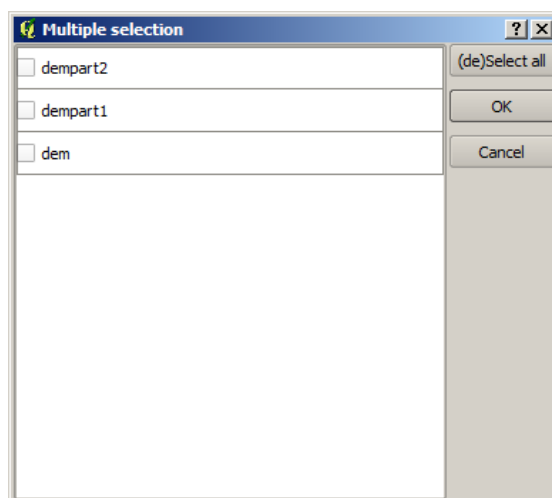 Multiple selection
dempart2
(de)Select all
dempart1
OK
dem
Cancel